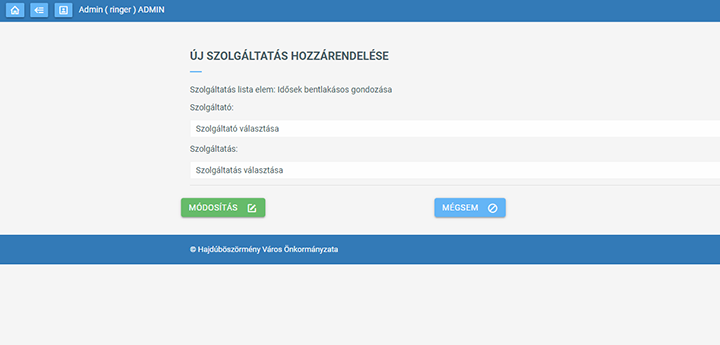 Admin ( ringer ) ADMIN
ÚJ SZOLGÁLTATÁS HOZZÁRENDELÉSE
Szolgáltatás lista elem: Idősek bentlakásos gondozása
Szolgáltató:
Szolgáltató választása
Szolgáltatás:
Szolgáltatás választása
MÓDOSÍTÁS
MÉGSEM
© Hajdúböszörmény Város Önkormányzata